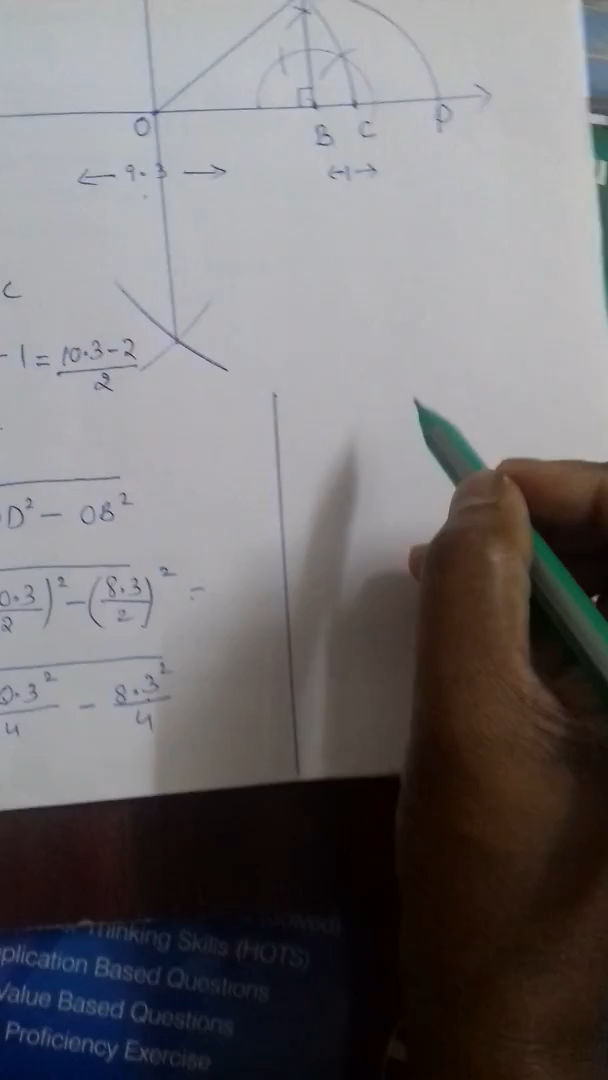 O B C P
← 9.3 → ←1→
C
- 1 = 10.3-2/2
D² - OB²
0.3/2)² - (8.3/2)² =
0.3²/4 - 8.3²/4
Thinking Skills (HOTS)
plication Based Questions
Value Based Questions
Proficiency Exercise